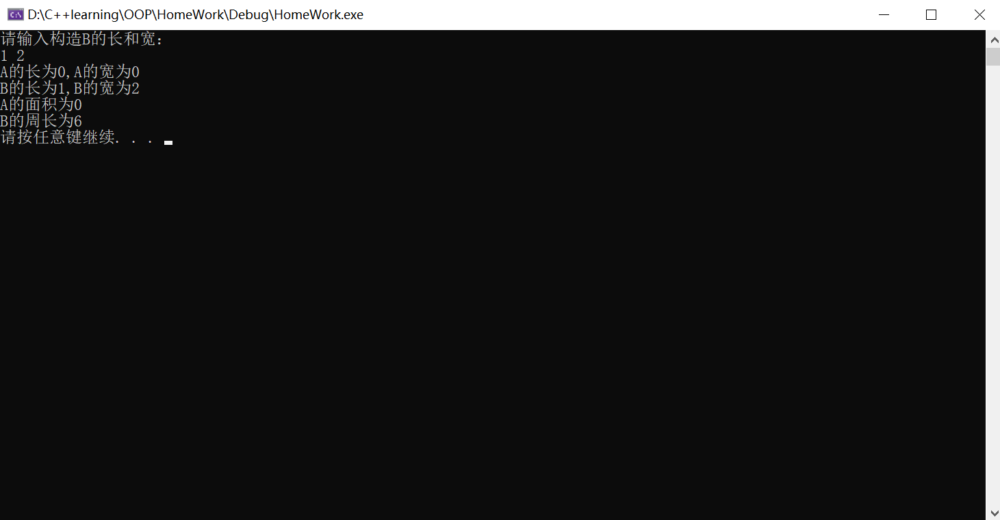 D:\C++learning\OOP\HomeWork\Debug\HomeWork.exe
请输入构造B的长和宽：
1 2
A的长为0,A的宽为0
B的长为1,B的宽为2
A的面积为0
B的周长为6
请按任意键继续. . .